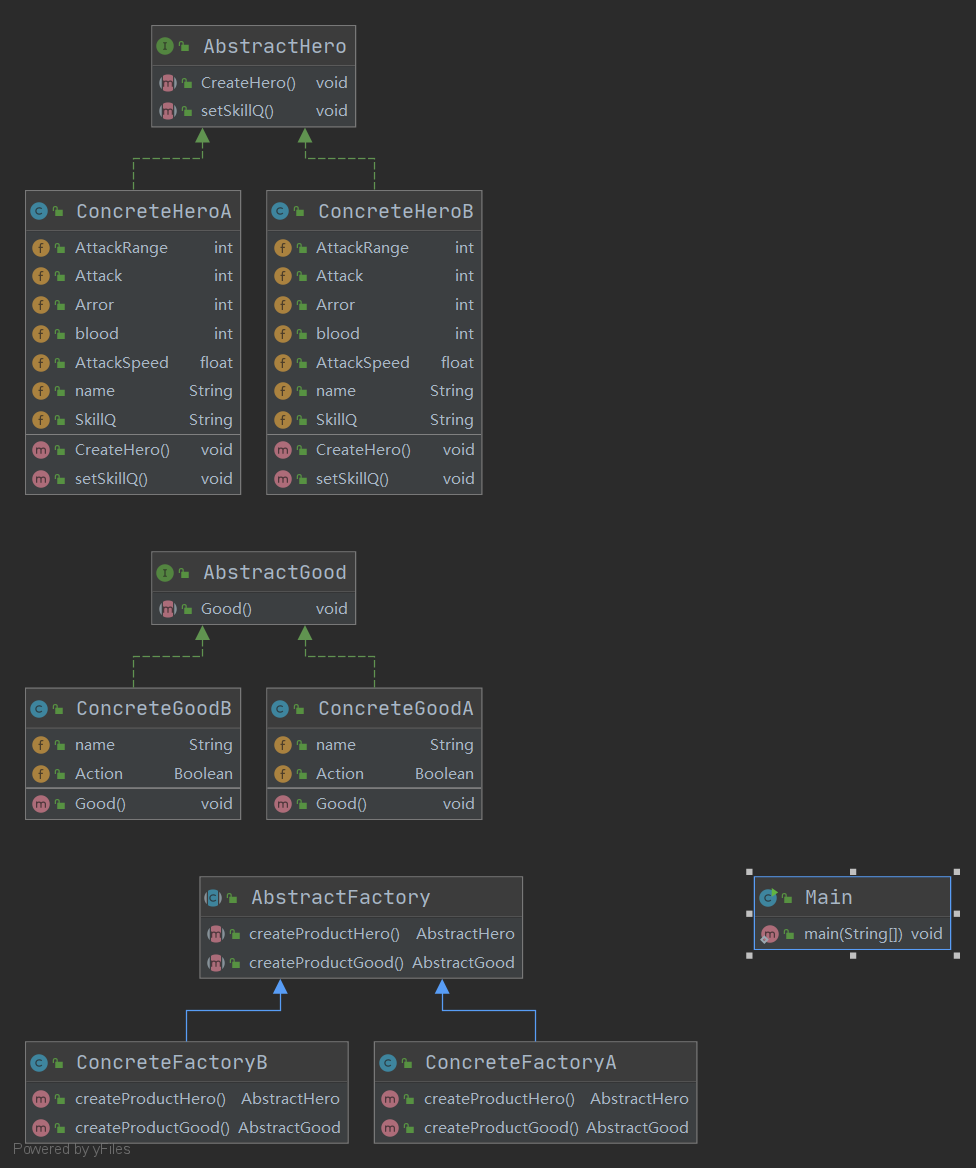 AbstractHero
CreateHero() void
setSkillQ() void
ConcreteHeroA
AttackRange int
Attack int
Arror int
blood int
AttackSpeed float
name String
SkillQ String
CreateHero() void
setSkillQ() void
ConcreteHeroB
AttackRange int
Attack int
Arror int
blood int
AttackSpeed float
name String
SkillQ String
CreateHero() void
setSkillQ() void
AbstractGood
Good() void
ConcreteGoodB
name String
Action Boolean
Good() void
ConcreteGoodA
name String
Action Boolean
Good() void
AbstractFactory
createProductHero() AbstractHero
createProductGood() AbstractGood
Main
main(String[]) void
ConcreteFactoryB
createProductHero() AbstractHero
createProductGood() AbstractGood
ConcreteFactoryA
createProductHero() AbstractHero
createProductGood() AbstractGood
Powered by yFiles